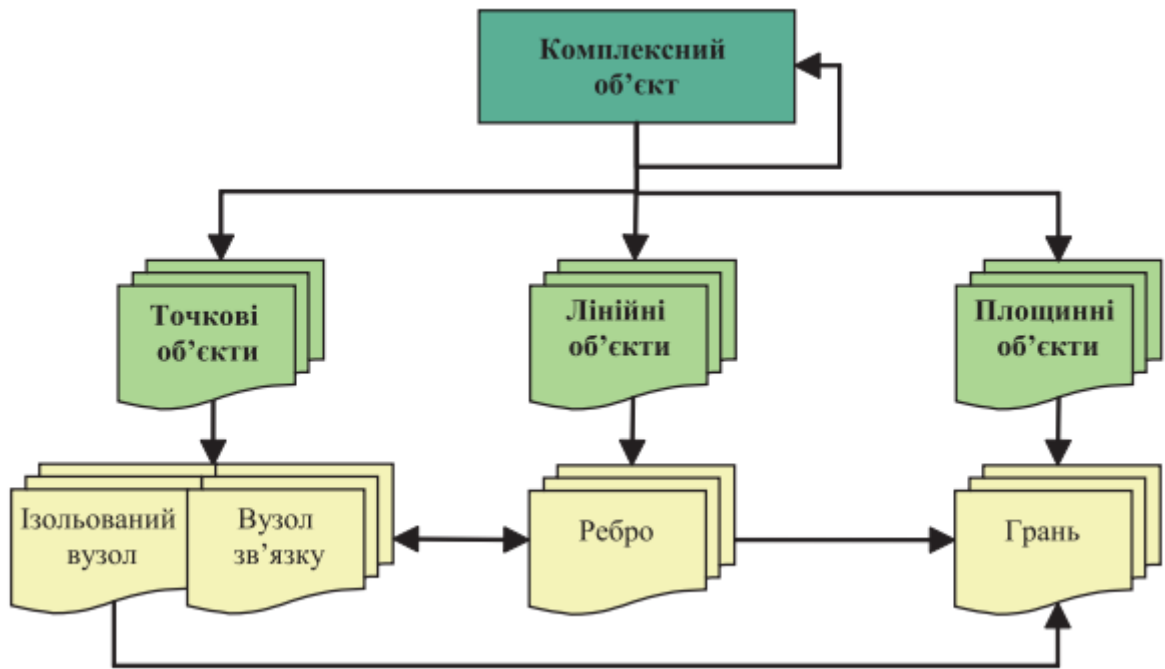 Комплексний
об’єкт
Точкові
об’єкти
Лінійні
об’єкти
Площинні
об’єкти
Ізольований
вузол
Вузол
зв’язку
Ребро
Грань